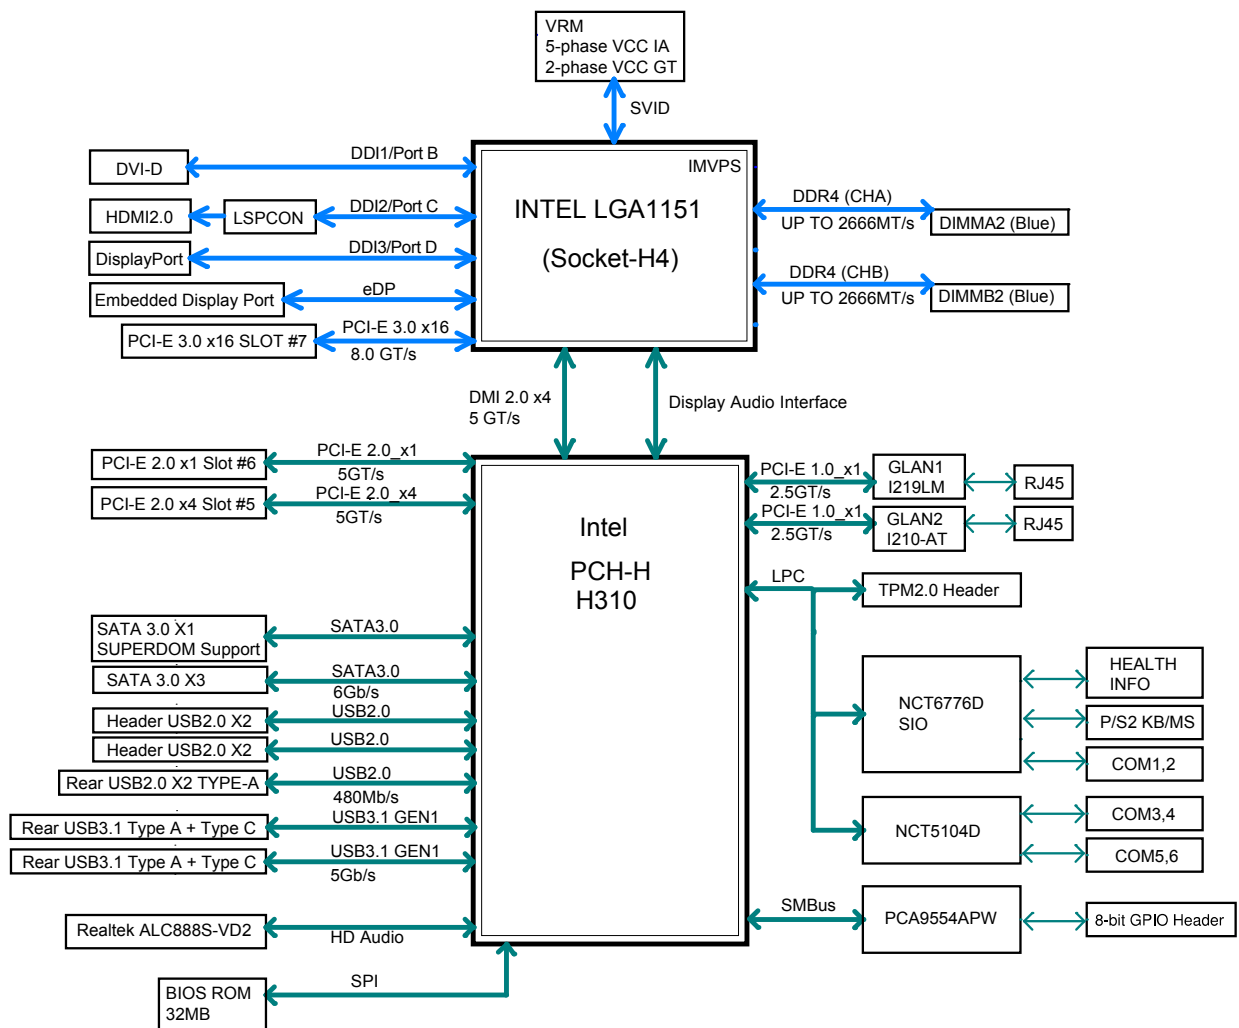 VRM
5-phase VCC IA
2-phase VCC GT
SVID
IMVPS
INTEL LGA1151
(Socket-H4)
DVI-D
DDI1/Port B
HDMI2.0
LSPCON
DDI2/Port C
DisplayPort
DDI3/Port D
Embedded Display Port
eDP
PCI-E 3.0 x16 SLOT #7
PCI-E 3.0 x16
8.0 GT/s
DDR4 (CHA)
UP TO 2666MT/s
DIMMA2 (Blue)
DDR4 (CHB)
UP TO 2666MT/s
DIMMB2 (Blue)
DMI 2.0 x4
5 GT/s
Display Audio Interface
Intel
PCH-H
H310
PCI-E 2.0 x1 Slot #6
PCI-E 2.0_x1
5GT/s
PCI-E 2.0 x4 Slot #5
PCI-E 2.0_x4
5GT/s
SATA 3.0 X1
SUPERDOM Support
SATA3.0
SATA 3.0 X3
SATA3.0
6Gb/s
Header USB2.0 X2
USB2.0
Header USB2.0 X2
USB2.0
Rear USB2.0 X2 TYPE-A
USB2.0
480Mb/s
Rear USB3.1 Type A + Type C
USB3.1 GEN1
Rear USB3.1 Type A + Type C
USB3.1 GEN1
5Gb/s
Realtek ALC888S-VD2
HD Audio
BIOS ROM
32MB
SPI
PCI-E 1.0_x1
2.5GT/s
GLAN1
I219LM
RJ45
PCI-E 1.0_x1
2.5GT/s
GLAN2
I210-AT
RJ45
LPC
TPM2.0 Header
NCT6776D
SIO
HEALTH
INFO
P/S2 KB/MS
COM1,2
NCT5104D
COM3,4
COM5,6
SMBus
PCA9554APW
8-bit GPIO Header